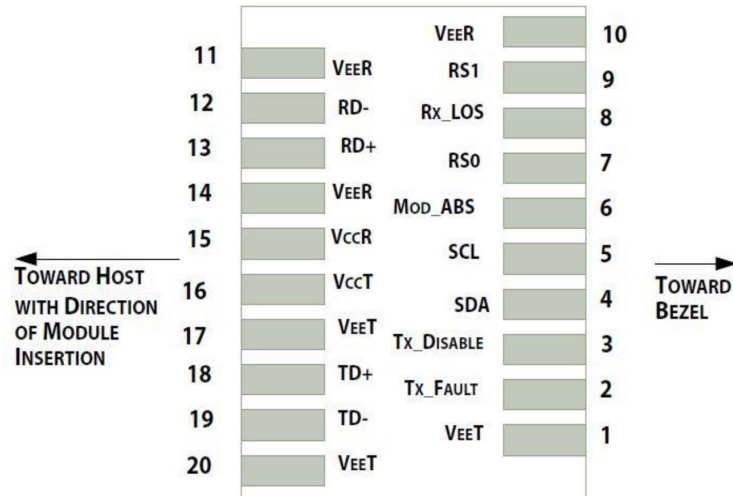 11 VEER
12 RD-
13 RD+
14 VEER
15 VCCR
16 VCCT
17 VEET
18 TD+
19 TD-
20 VEET
VEER 10
RS1 9
RX_LOS 8
RS0 7
MOD_ABS 6
SCL 5
SDA 4
TX_DISABLE 3
TX_FAULT 2
VEET 1
TOWARD HOST
WITH DIRECTION
OF MODULE
INSERTION
TOWARD
BEZEL